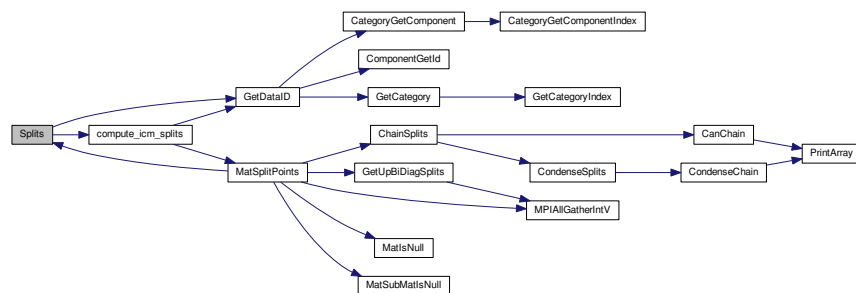 CategoryGetComponent
CategoryGetComponentIndex
ComponentGetId
GetDataID
GetCategory
GetCategoryIndex
Splits
compute_icm_splits
ChainSplits
CanChain
PrintArray
MatSplitPoints
GetUpBiDiagSplits
CondenseSplits
CondenseChain
MPIAllGatherIntV
MatIsNull
MatSubMatIsNull